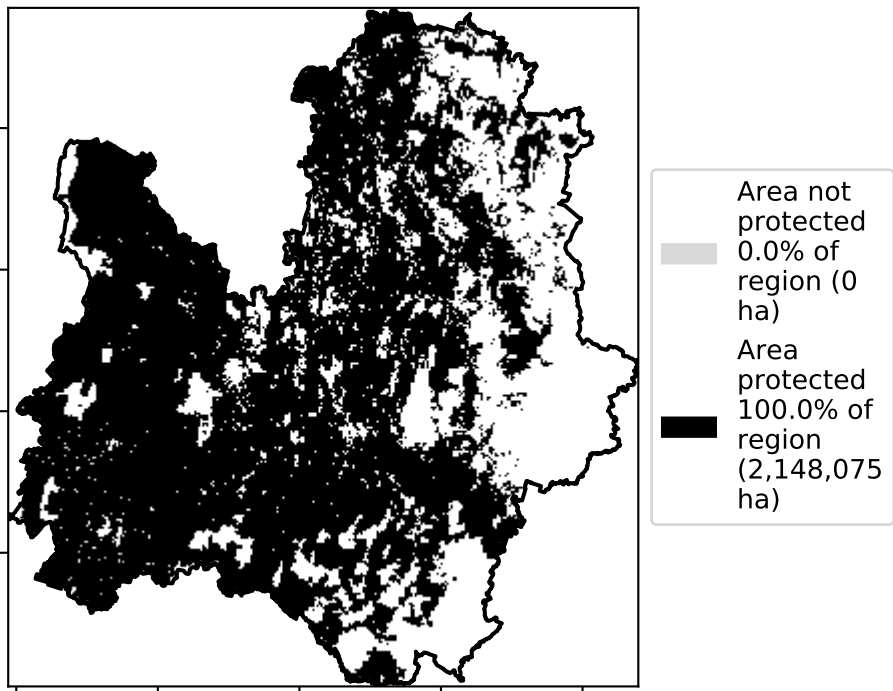 Area not
protected
0.0% of
region (0
ha)
Area
protected
100.0% of
region
(2,148,075
ha)